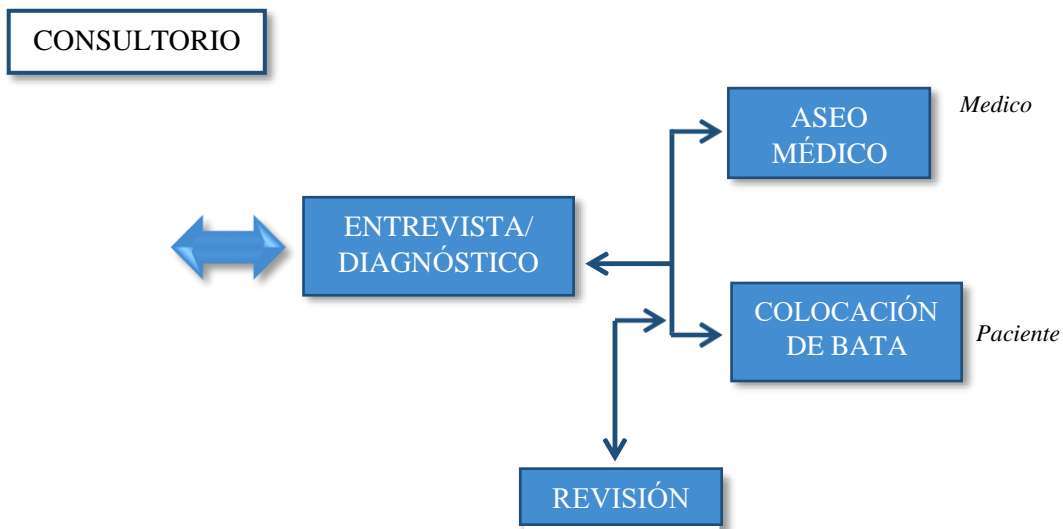 CONSULTORIO
ASEO
MÉDICO
Medico
ENTREVISTA/
DIAGNÓSTICO
COLOCACIÓN
DE BATA
Paciente
REVISIÓN